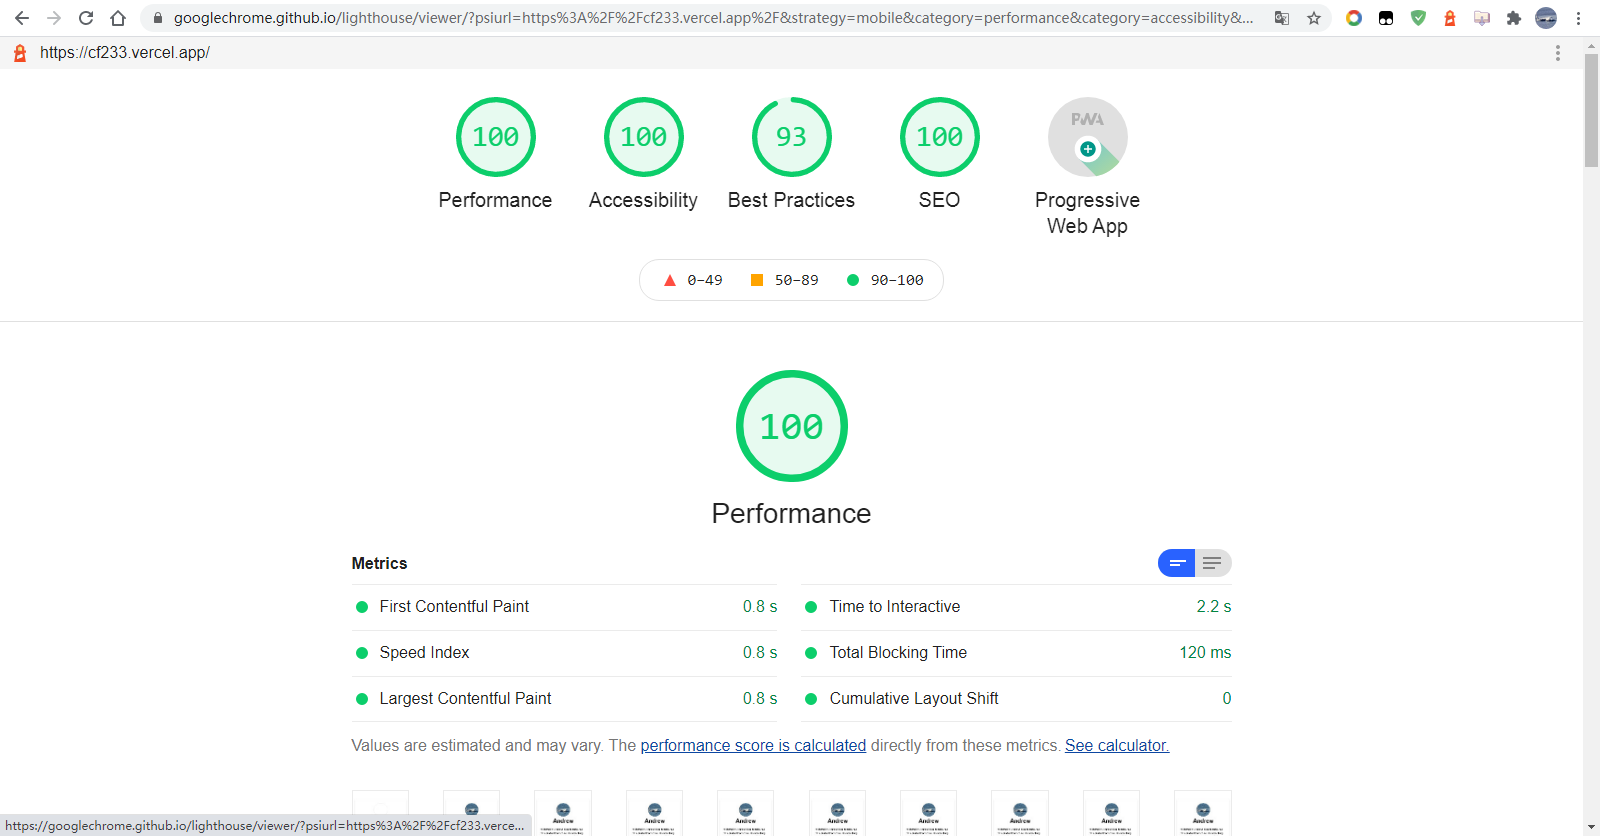 googlechrome.github.io/lighthouse/viewer/?psiurl=https%3A%2F%2Fcf233.vercel.app%2F&strategy=mobile&category=performance&category=accessibility&...
https://cf233.vercel.app/
100 100 93 100 PWA
Performance Accessibility Best Practices SEO Progressive
Web App
0–49 50–89 90–100
100
Performance
Metrics
First Contentful Paint 0.8 s Time to Interactive 2.2 s
Speed Index 0.8 s Total Blocking Time 120 ms
Largest Contentful Paint 0.8 s Cumulative Layout Shift 0
Values are estimated and may vary. The performance score is calculated directly from these metrics. See calculator.
Andrew Andrew Andrew Andrew Andrew Andrew Andrew Andrew Andrew
https://googlechrome.github.io/lighthouse/viewer/?psiurl=https%3A%2F%2Fcf233.verce...